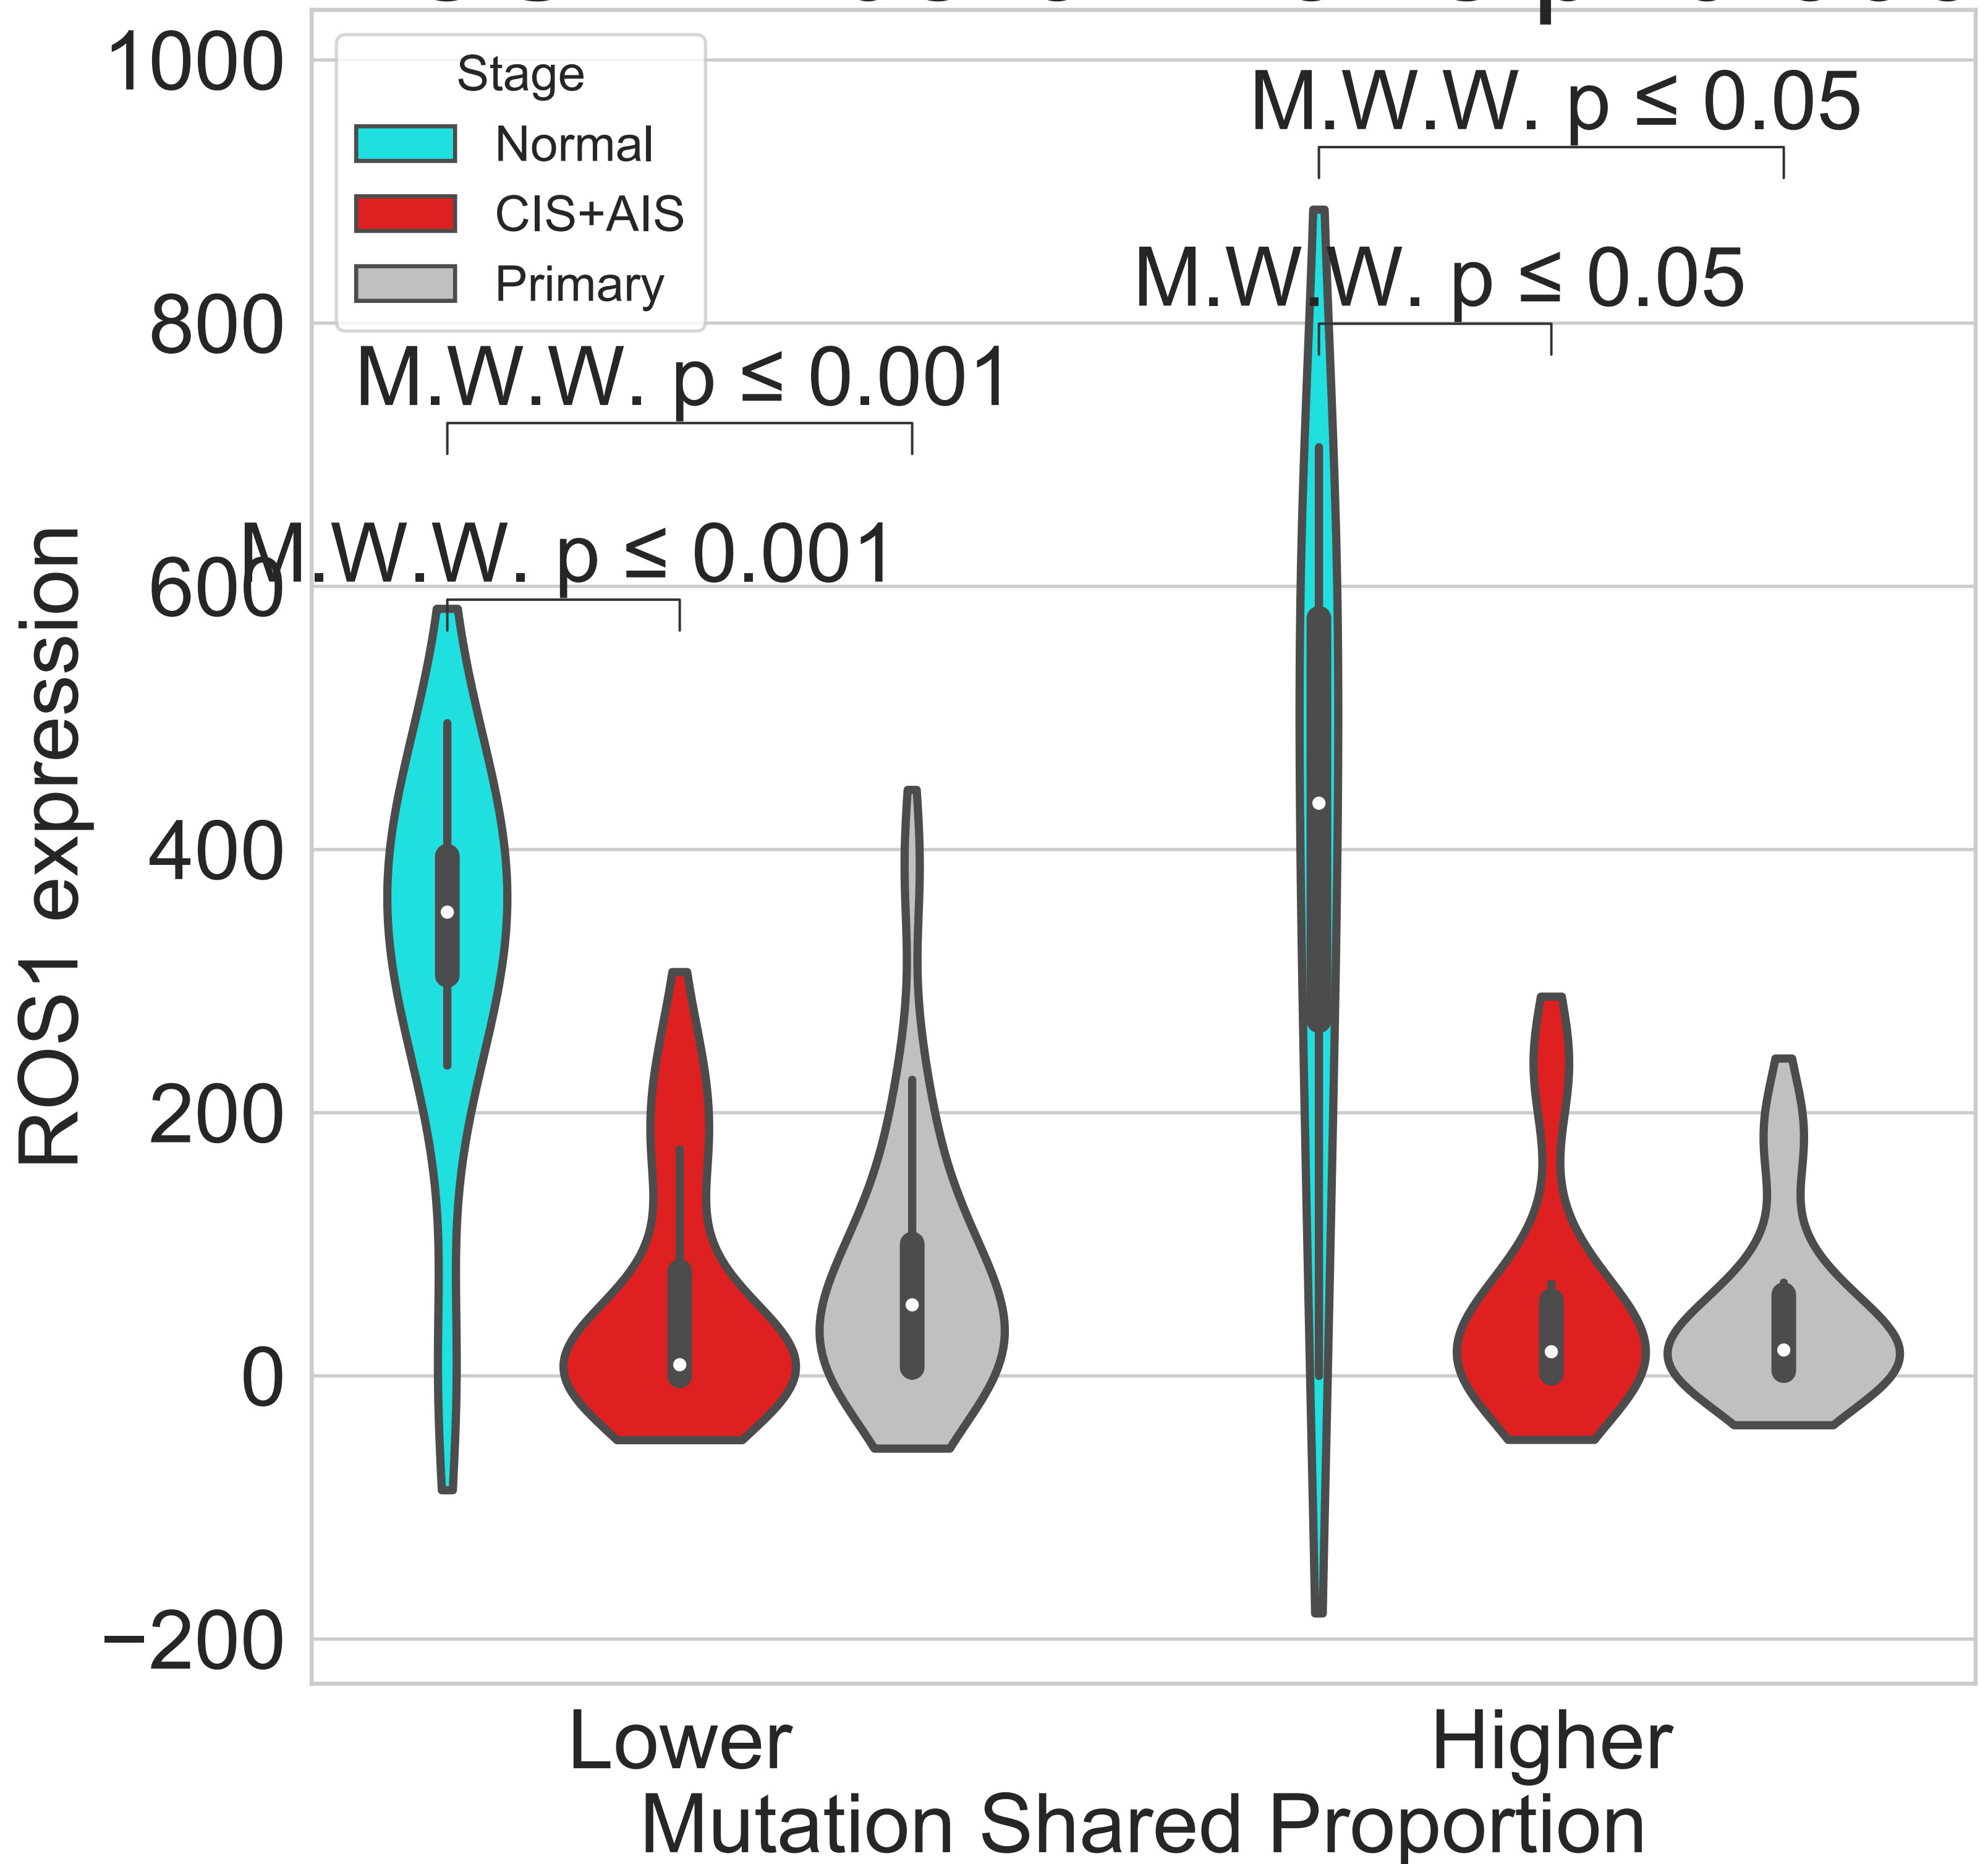 1000
800
600
400
200
0
−200
ROS1 expression
Stage
Normal
CIS+AIS
Primary
M.W.W. p ≤ 0.05
M.W.W. p ≤ 0.05
M.W.W. p ≤ 0.001
M.W.W. p ≤ 0.001
Lower
Higher
Mutation Shared Proportion